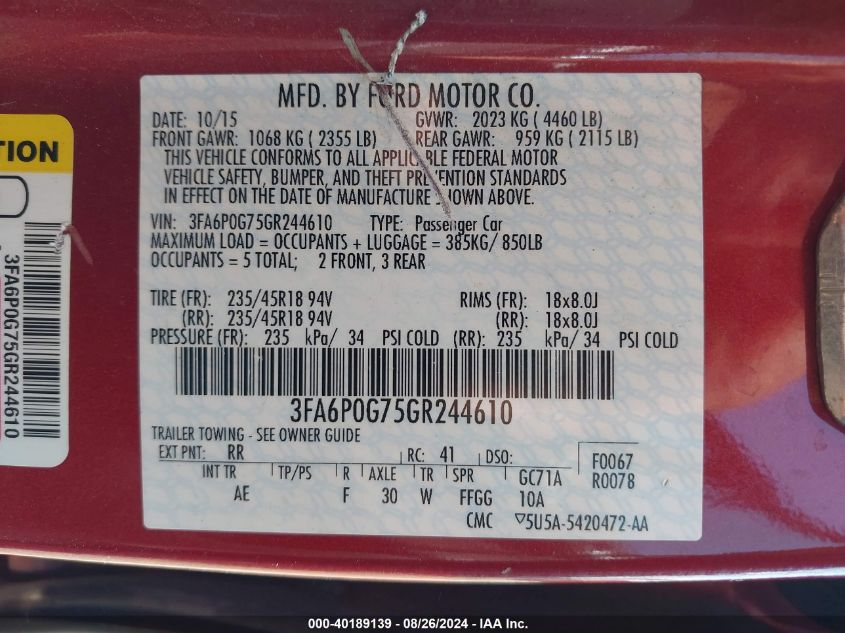 MFD. BY FORD MOTOR CO.
DATE: 10/15 GVWR: 2023 KG ( 4460 LB)
FRONT GAWR: 1068 KG ( 2355 LB) REAR GAWR: 959 KG ( 2115 LB)
THIS VEHICLE CONFORMS TO ALL APPLICABLE FEDERAL MOTOR
VEHICLE SAFETY, BUMPER, AND THEFT PREVENTION STANDARDS
IN EFFECT ON THE DATE OF MANUFACTURE SHOWN ABOVE.
VIN: 3FA6P0G75GR244610 TYPE: Passenger Car
MAXIMUM LOAD = OCCUPANTS + LUGGAGE = 385KG/ 850LB
OCCUPANTS = 5 TOTAL; 2 FRONT, 3 REAR
TIRE (FR): 235/45R18 94V RIMS (FR): 18x8.0J
(RR): 235/45R18 94V (RR): 18x8.0J
PRESSURE (FR): 235 kPa/ 34 PSI COLD (RR): 235 kPa/ 34 PSI COLD
3FA6P0G75GR244610
TRAILER TOWING - SEE OWNER GUIDE
EXT PNT: RR RC: 41 DSO: F0067
INT TR TP/PS R AXLE TR SPR GC71A R0078
AE F 30 W FFGG 10A
CMC 5U5A-5420472-AA
TION
3FA6P0G75GR244610
000-40189139 - 08/26/2024 - IAA Inc.